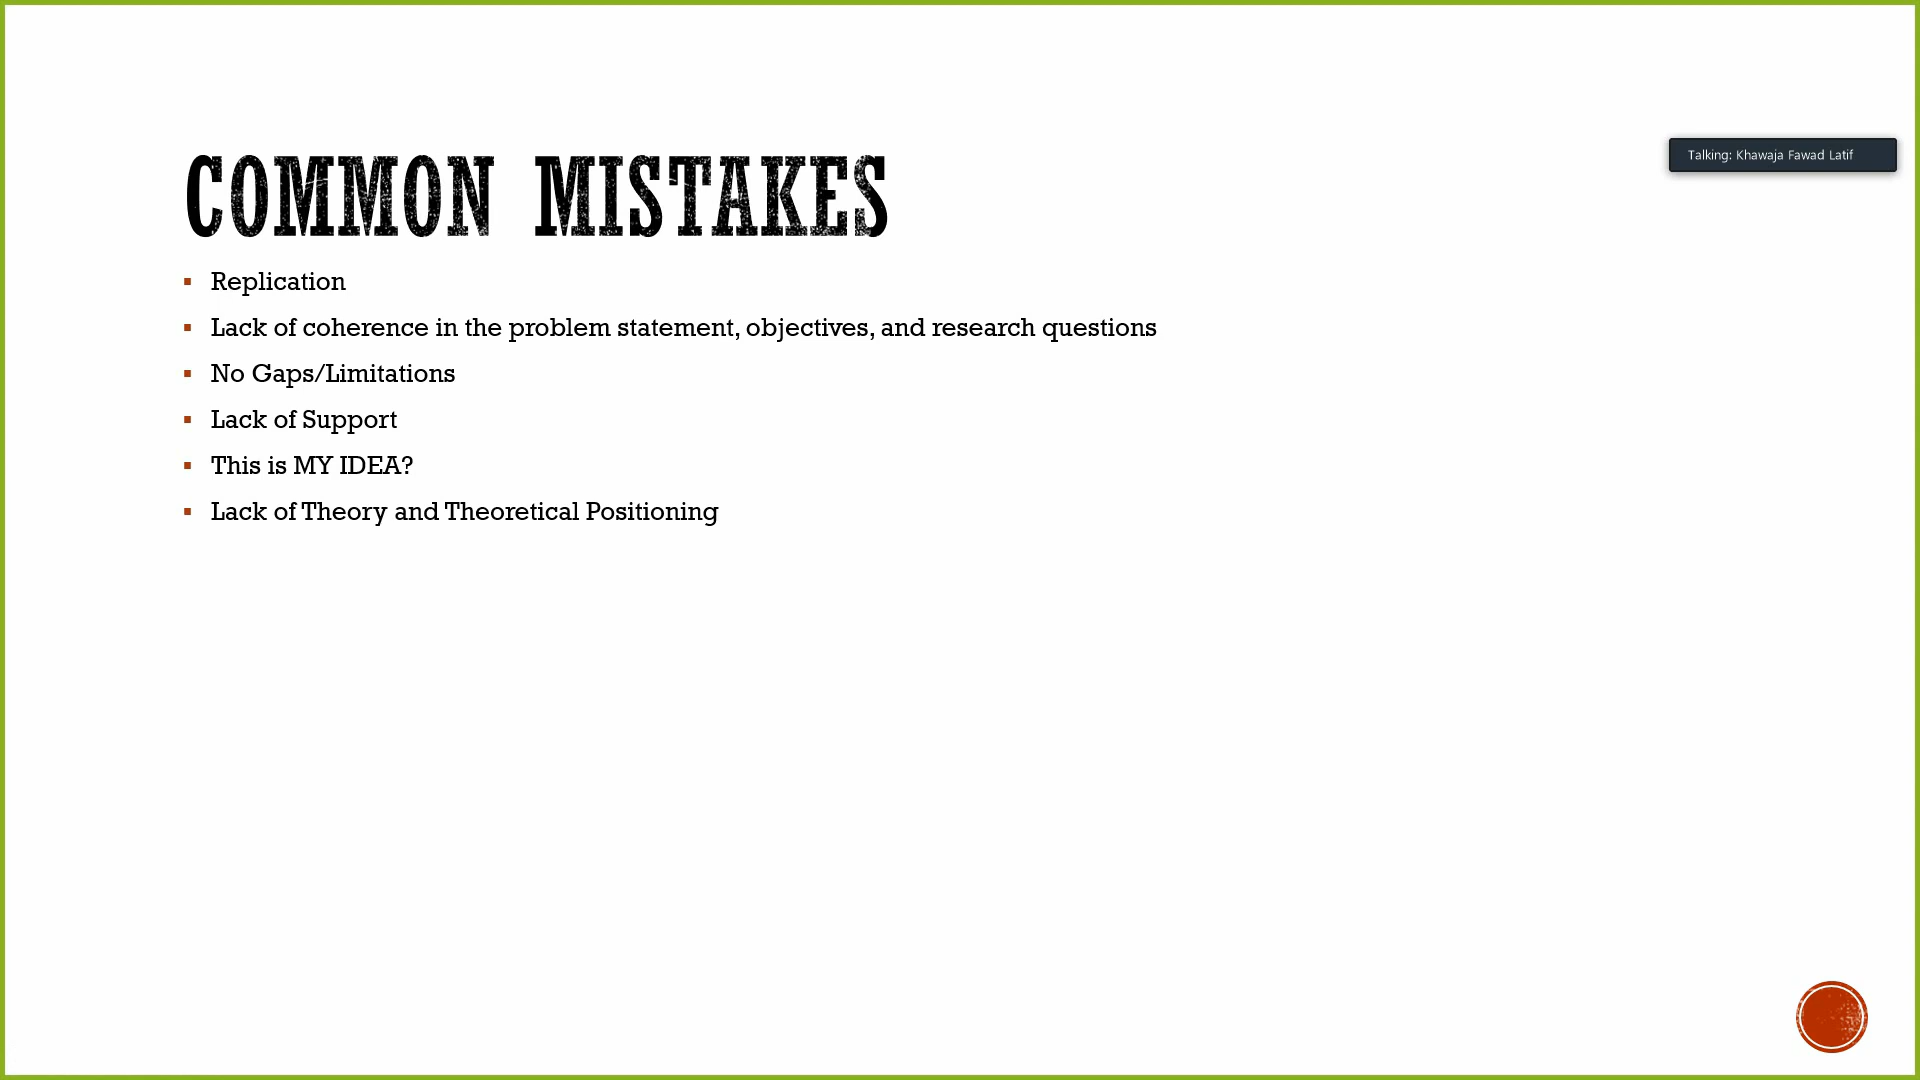 COMMON MISTAKES
Talking: Khawaja Fawad Latif
Replication
Lack of coherence in the problem statement, objectives, and research questions
No Gaps/Limitations
Lack of Support
This is MY IDEA?
Lack of Theory and Theoretical Positioning